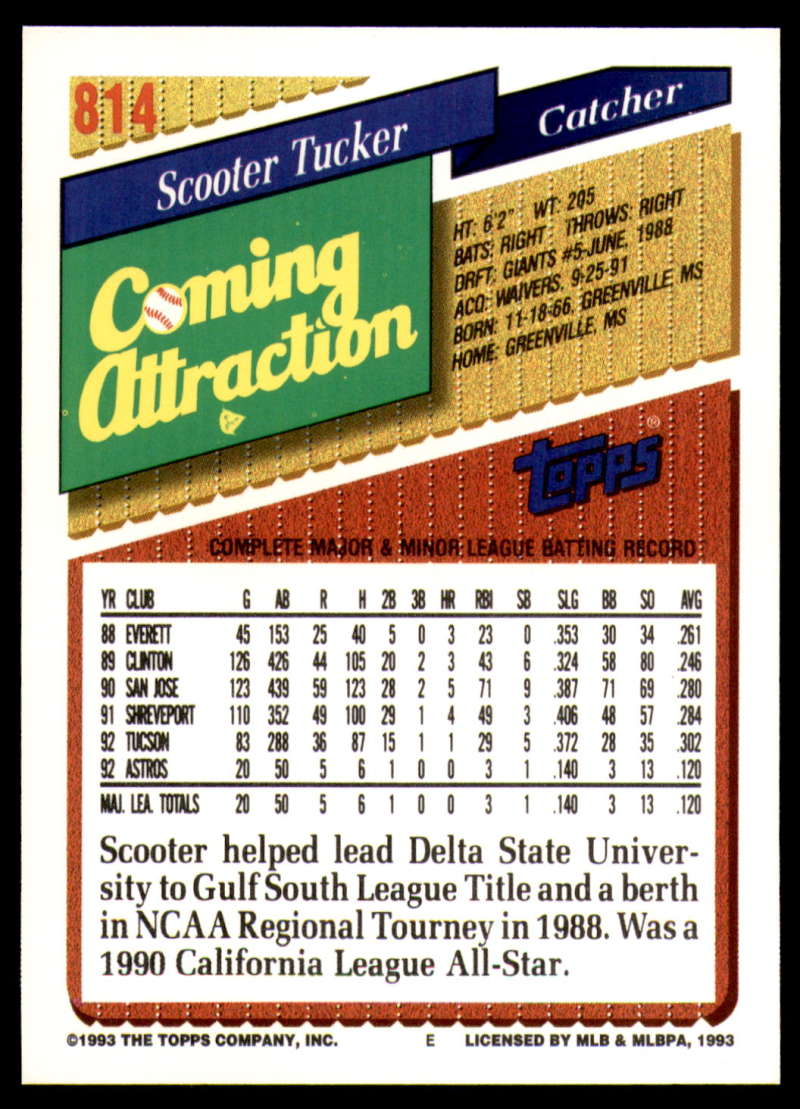 814
Scooter Tucker
Catcher
Coming
Attraction
HT: 6'2" WT: 205
BATS: RIGHT THROWS: RIGHT
DRFT: GIANTS #5-JUNE, 1988
ACQ: WAIVERS, 9-25-91
BORN: 11-18-66, GREENVILLE, MS
HOME: GREENVILLE, MS
topps®
COMPLETE MAJOR & MINOR LEAGUE BATTING RECORD
YR CLUB G AB R H 2B 3B HR RBI SB SLG BB SO AVG
88 EVERETT 45 153 25 40 5 0 3 23 0 .353 30 34 .261
89 CLINTON 126 426 44 105 20 2 3 43 6 .324 58 80 .246
90 SAN JOSE 123 439 59 123 28 2 5 71 9 .387 71 69 .280
91 SHREVEPORT 110 352 49 100 29 1 4 49 3 .406 48 57 .284
92 TUCSON 83 288 36 87 15 1 1 29 5 .372 28 35 .302
92 ASTROS 20 50 5 6 1 0 0 3 1 .140 3 13 .120
MAJ. LEA. TOTALS 20 50 5 6 1 0 0 3 1 .140 3 13 .120
Scooter helped lead Delta State Univer-
sity to Gulf South League Title and a berth
in NCAA Regional Tourney in 1988. Was a
1990 California League All-Star.
©1993 THE TOPPS COMPANY, INC. E LICENSED BY MLB & MLBPA, 1993